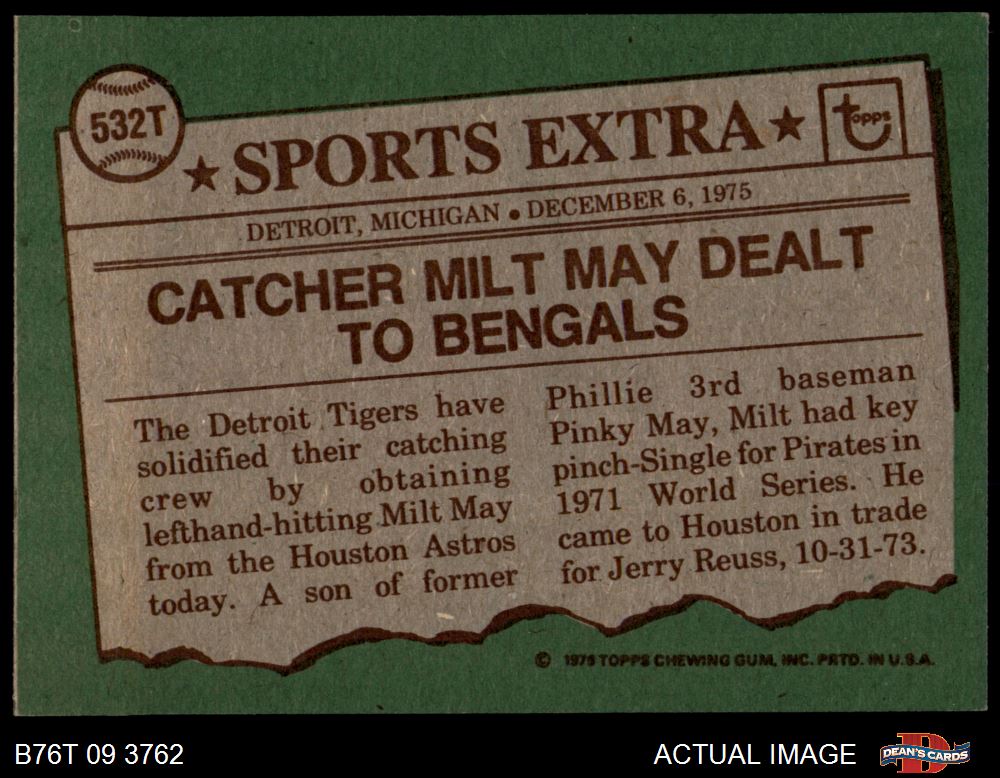 532T
★ SPORTS EXTRA ★
topps
DETROIT, MICHIGAN ● DECEMBER 6, 1975
CATCHER MILT MAY DEALT
TO BENGALS
The Detroit Tigers have
solidified their catching
crew by obtaining
lefthand-hitting Milt May
from the Houston Astros
today. A son of former
Phillie 3rd baseman
Pinky May, Milt had key
pinch-Single for Pirates in
1971 World Series. He
came to Houston in trade
for Jerry Reuss, 10-31-73.
© 1976 TOPPS CHEWING GUM, INC. PRTD. IN U.S.A.
B76T 09 3762
ACTUAL IMAGE
D
DEAN'S CARDS